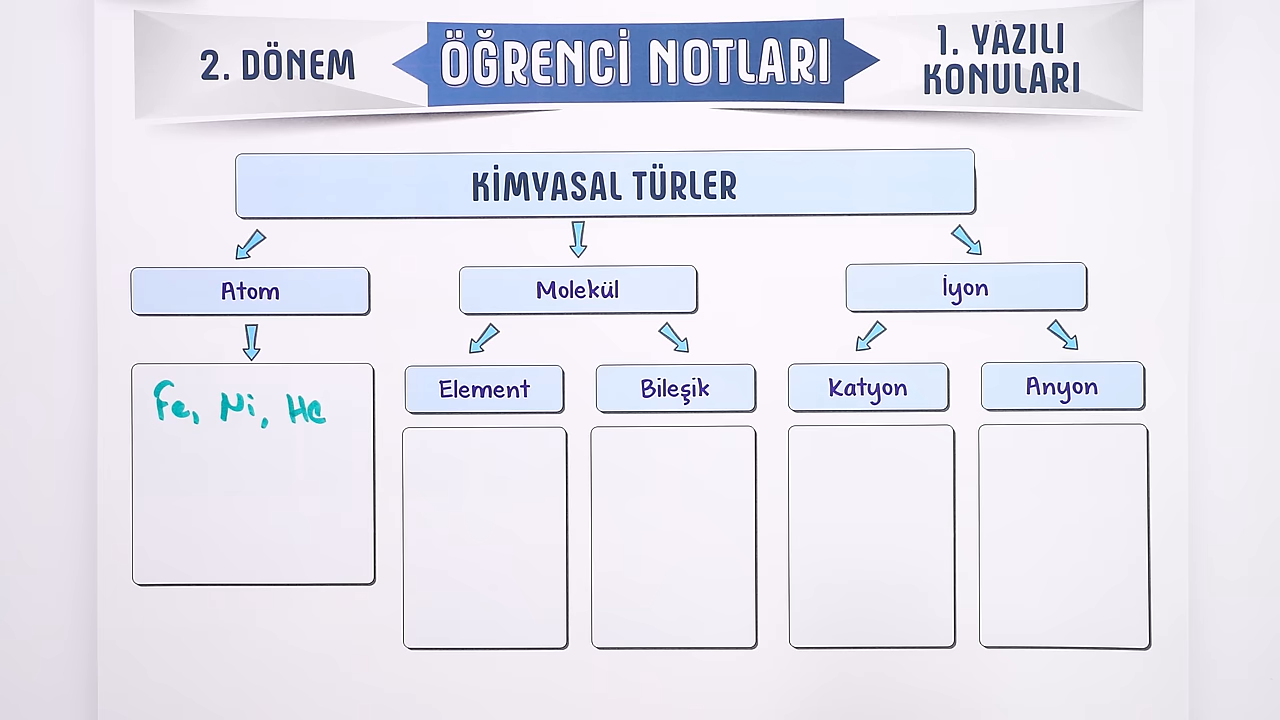 2. DÖNEM
ÖĞRENCİ NOTLARI
1. YAZILI
KONULARI
KİMYASAL TÜRLER
Atom
Molekül
İyon
Element
Bileşik
Katyon
Anyon
Fe, Ni, He